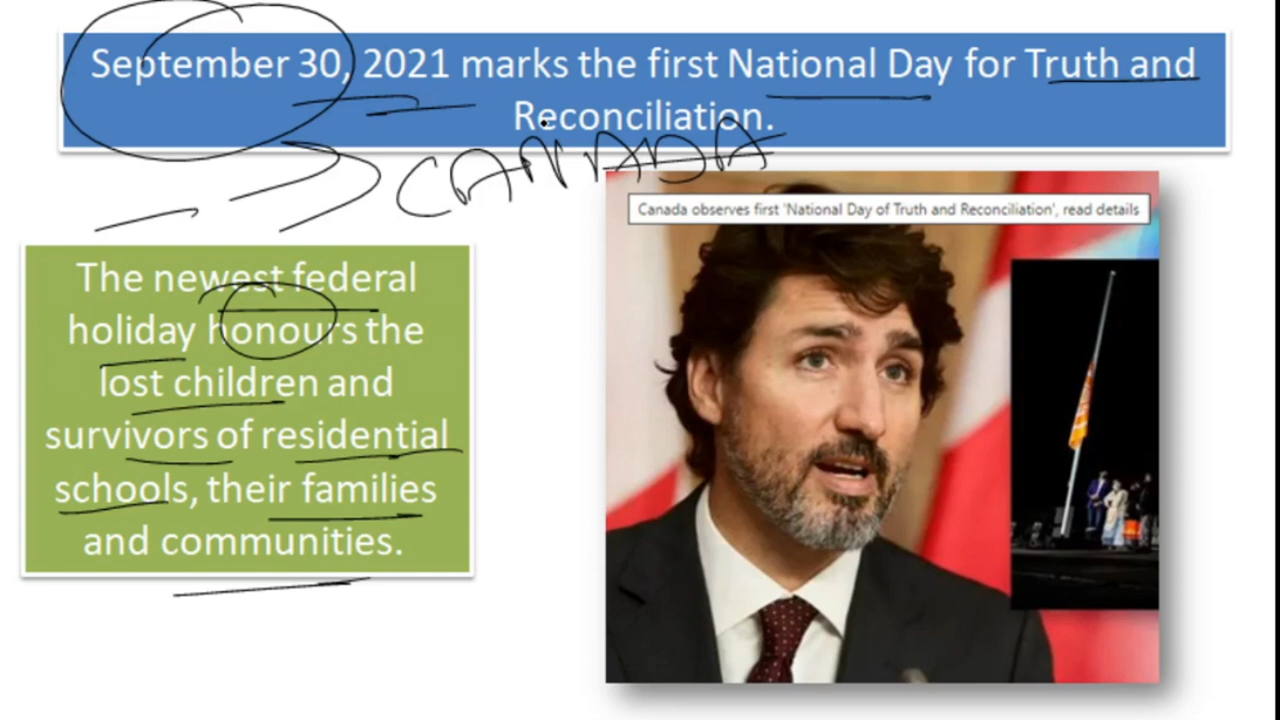 September 30, 2021 marks the first National Day for Truth and
Reconciliation.
CANADA
Canada observes first 'National Day of Truth and Reconciliation', read details
The newest federal
holiday honours the
lost children and
survivors of residential
schools, their families
and communities.